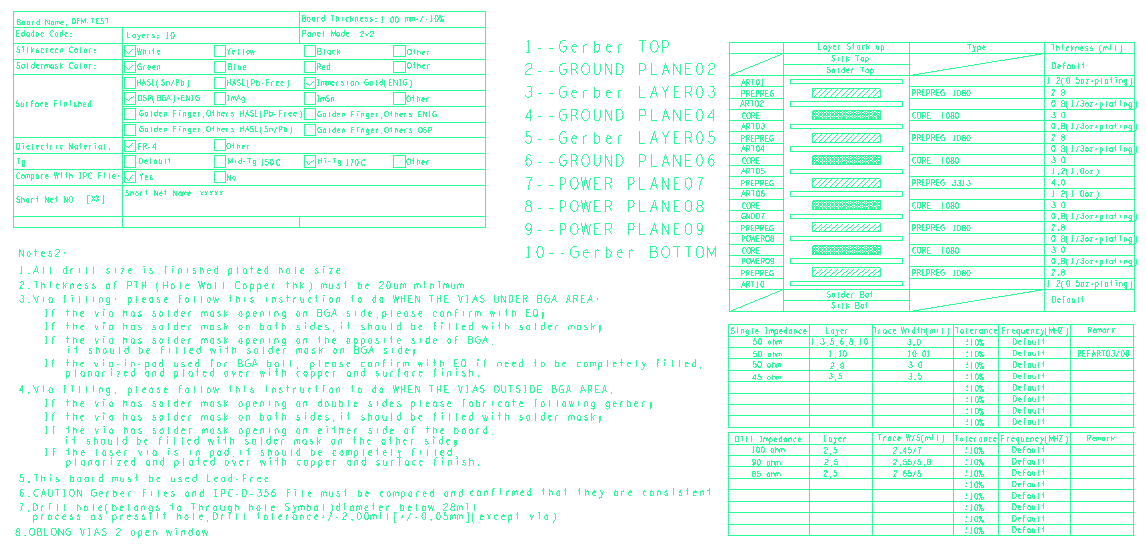 Board Name: DFM-TEST
Board Thickness: 1.00 mm+/-10%
Layers: 10
Panel Mode: 2x2
Silkscreen Color: White Yellow Black Other
Soldermask Color: Green Blue Red Other
Surface Finished
HASL(Sn/Pb) HASL(Pb-Free) Immersion Gold(ENIG)
OSP(BGA)+ENIG ImAg ImSn Other
Golden Finger,Others HASL(Pb-Free) Golden Finger,Others ENIG
Golden Finger,Others HASL(Sn/Pb) Golden Finger,Others OSP
Dielectric Material: FR-4 Other
Tg Default Mid-Tg 150C Hi-Tg 170C Other
Compare With IPC File: Yes No
Short Net NO [XX] Short Net Name: xxxxx
1--Gerber TOP
2--GROUND PLANE02
3--Gerber LAYER03
4--GROUND PLANE04
5--Gerber LAYER05
6--GROUND PLANE06
7--POWER PLANE07
8--POWER PLANE08
9--POWER PLANE09
10--Gerber BOTTOM
Layer Stack up Type Thickness (mil)
Silk Top
Solder Top Default
ART01 1.2(0.5oz+plating)
PREPREG PREPREG 1080 2.8
ART02 0.8(1/3oz+plating)
CORE CORE 1080 3.0
ART03 0.8(1/3oz+plating)
PREPREG PREPREG 1080 2.8
ART04 0.8(1/3oz+plating)
CORE CORE 1080 3.0
ART05 1.2(1.0oz)
PREPREG PREPREG 3313 4.0
ART06 1.2(1.0oz)
CORE CORE 1080 3.0
GND07 0.8(1/3oz+plating)
PREPREG PREPREG 1080 2.8
POWER08 0.8(1/3oz+plating)
CORE CORE 1080 3.0
POWER09 0.8(1/3oz+plating)
PREPREG PREPREG 1080 2.8
ART10 1.2(0.5oz+plating)
Solder Bot Default
Silk Bot
Notes2:
1.All drill size is finished plated hole size
2.Thickness of PTH (Hole Wall Copper thk) must be 20um minimum
3.Via filling: please follow this instruction to do WHEN THE VIAS UNDER BGA AREA:
If the via has solder mask opening on BGA side,please confirm with EQ;
If the via has solder mask on both sides,it should be filled with solder mask;
If the via has solder mask opening on the opposite side of BGA,
it should be filled with solder mask on BGA side;
If the via-in-pad used for BGA ball, please confirm with EQ if need to be completely filled,
planarized and plated over with copper and surface finish.
4.Via filling: please follow this instruction to do WHEN THE VIAS OUTSIDE BGA AREA.
If the via has solder mask opening on double sides please fabricate following gerber;
If the via has solder mask on both sides,it should be filled with solder mask;
If the via has solder mask opening on either side of the board,
it should be filled with solder mask on the other side;
If the laser via is in pad,it should be completely filled,
planarized and plated over with copper and surface finish.
5.This board must be used Lead-Free
6.CAUTION Gerber Files and IPC-D-356 File must be compared and confirmed that they are consistent
7.Drill hole(belongs to Through hole Symbol)diameter below 28mil
process as pressfit hole,Drill tolerance+/-2.00mil[+/-0.05mm](except via)
8.OBLONG VIAS 2 open window
Single Impedance Layer Trace Width(mil) Tolerance Frequency(MHZ) Remark
50 ohm 1,3,5,6,8,10 3.0 ±10% Default
50 ohm 1,10 10.01 ±10% Default
50 ohm 2,9 3.0 ±10% Default
45 ohm 3,5 3.5 ±10% Default
±10% Default
±10% Default
±10% Default
±10% Default
Diff Impedance Layer Trace W/S(mil) Tolerance Frequency(MHZ) Remark
100 ohm 2,5 2.45/7 ±10% Default
90 ohm 2,5 2.55/5.8 ±10% Default
85 ohm 2,5 2.65/5 ±10% Default
±10% Default
±10% Default
±10% Default
±10% Default
±10% Default